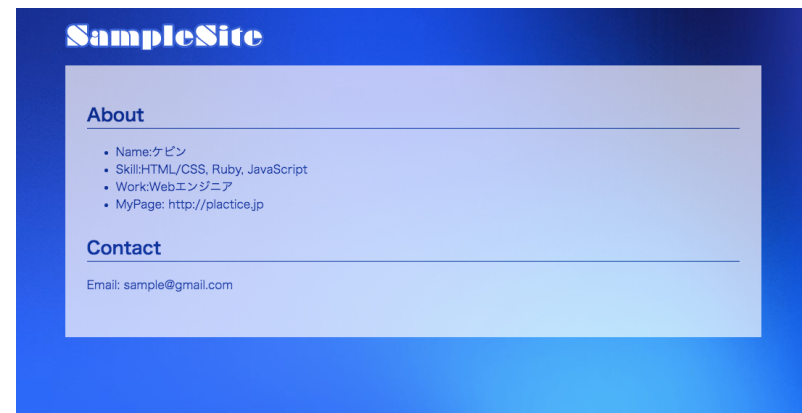 SampleSite
About
Name:ケビン
Skill:HTML/CSS, Ruby, JavaScript
Work:Webエンジニア
MyPage: http://plactice.jp
Contact
Email: sample@gmail.com